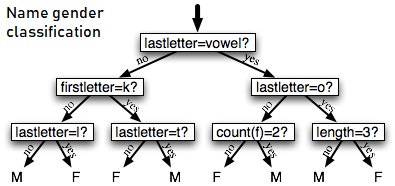 Name gender
classification
lastletter=vowel?
no yes
firstletter=k? lastletter=o?
no yes no yes
lastletter=l? lastletter=t? count(f)=2? length=3?
no yes no yes no yes no yes
M F F M F M M F